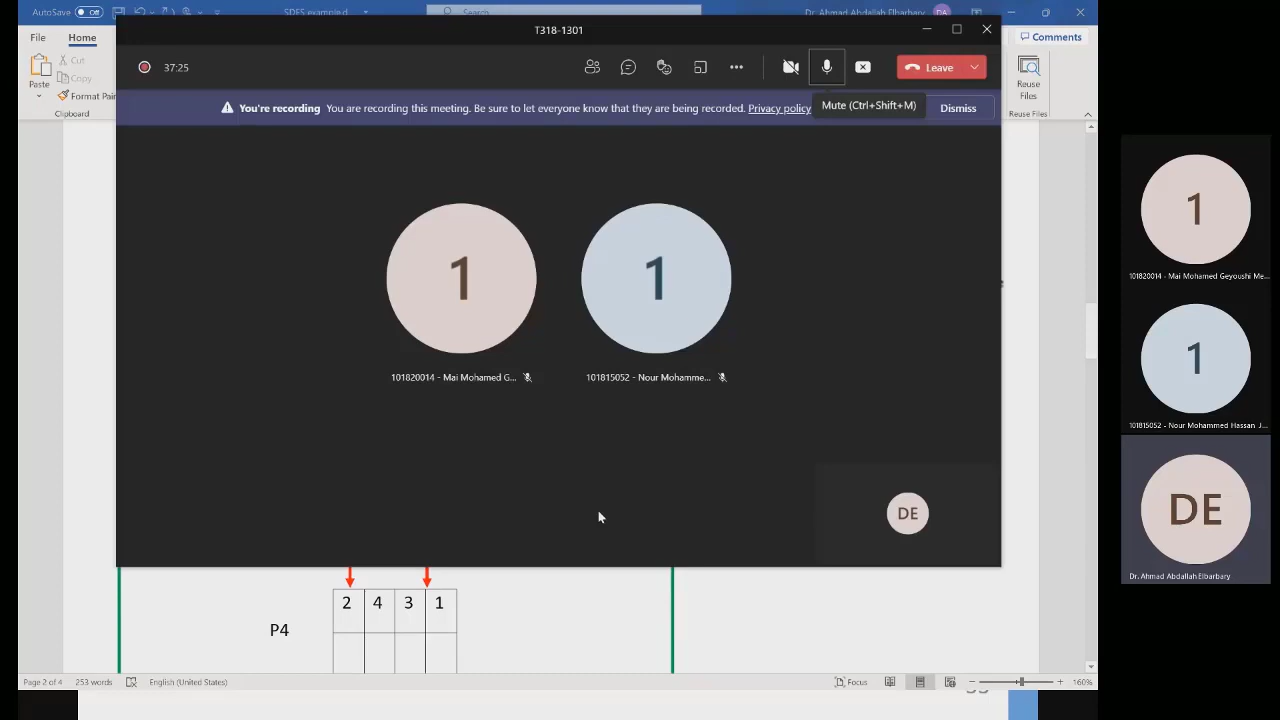 AutoSave Off
SDES example d...
Search
Dr. Ahmad Abdallah Elbarbary DA
T318-1301
File Home
Comments
Paste
Cut
Copy
Format Pain
Clipboard
Reuse
Files
Reuse Files
37:25
Leave
You're recording You are recording this meeting. Be sure to let everyone know that they are being recorded. Privacy policy
Dismiss
Mute (Ctrl+Shift+M)
1
1
101820014 - Mai Mohamed G...
101815052 - Nour Mohamme...
DE
1
101820014 - Mai Mohamed Geyoushi Me...
1
101815052 - Nour Mohammed Hassan J...
DE
Dr. Ahmad Abdallah Elbarbary
P4
2 4 3 1
Page 2 of 4 253 words English (United States)
Focus
160%